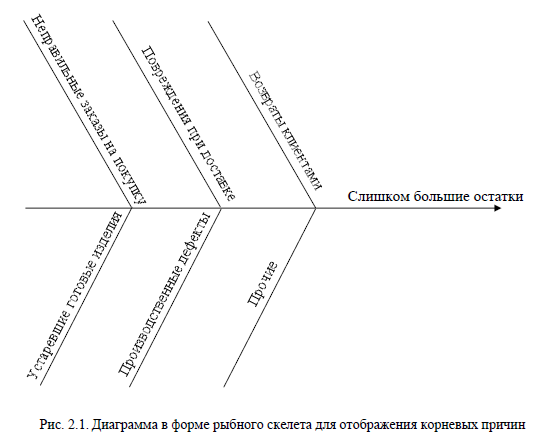 Неправильные заказы на покупку
Повреждения при доставке
Возвраты клиентами
Слишком большие остатки
Устаревшие готовые изделия
Производственные дефекты
Прочие
Рис. 2.1. Диаграмма в форме рыбного скелета для отображения корневых причин